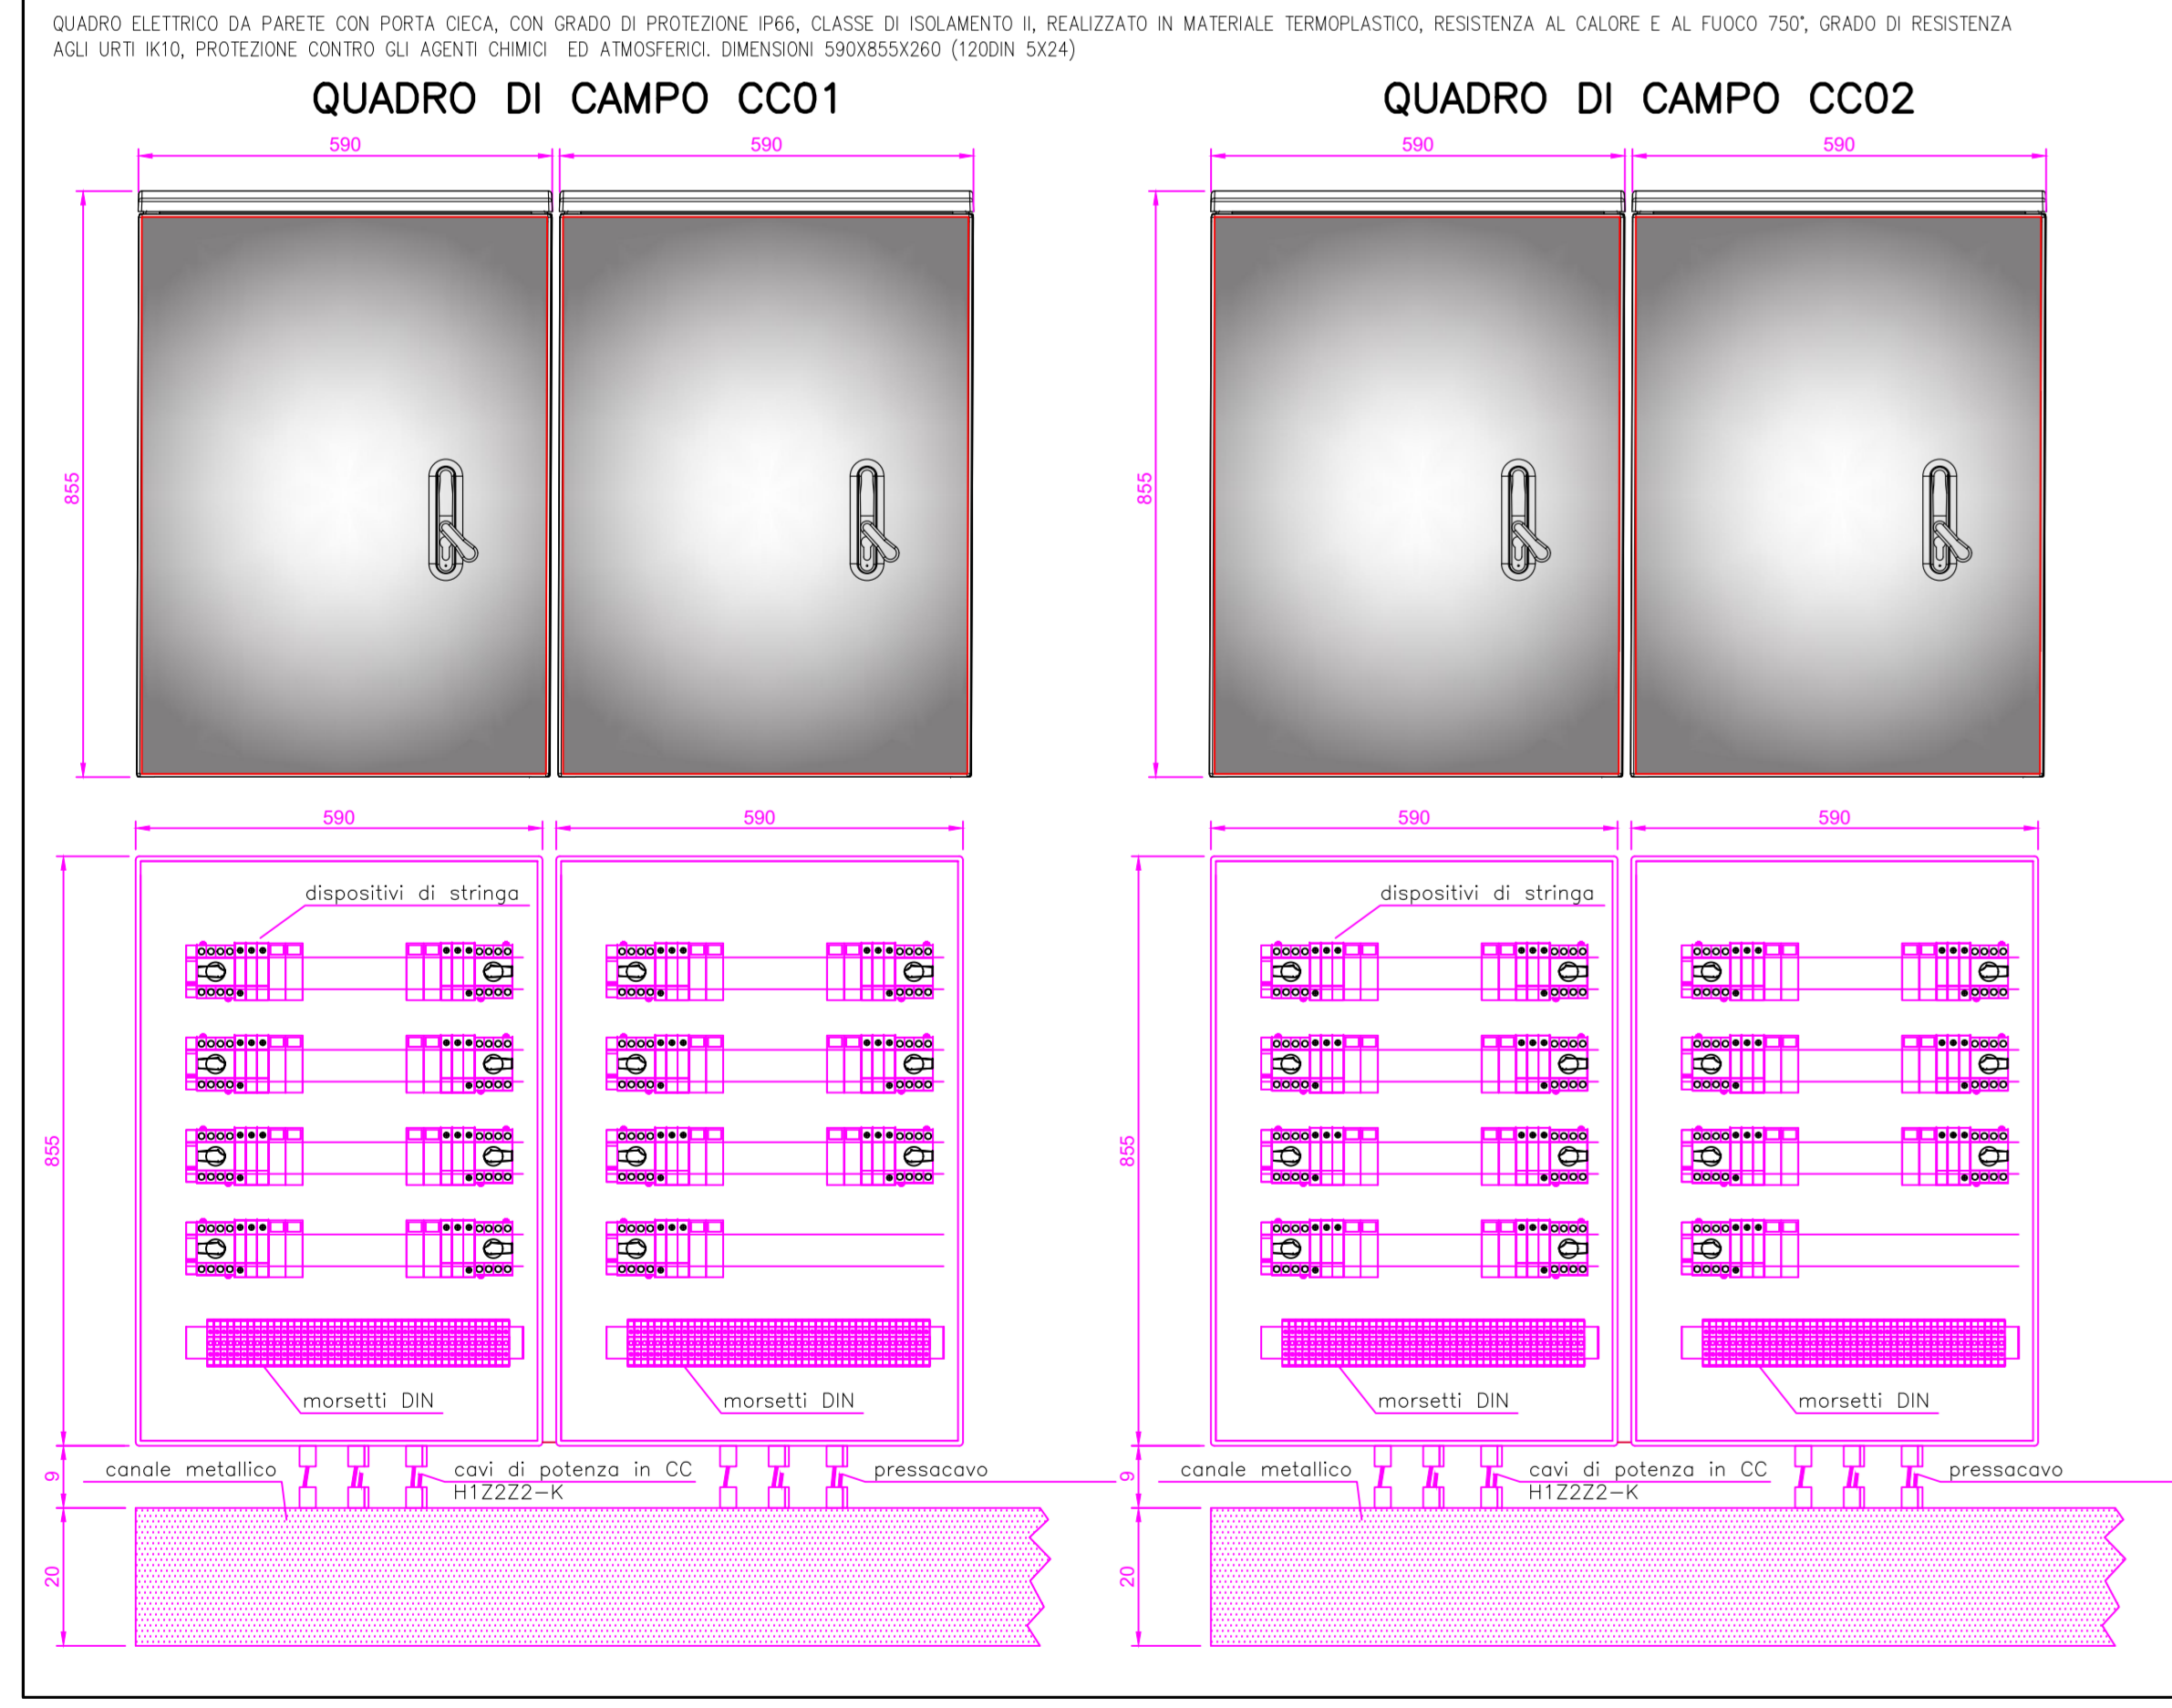 QUADRO ELETTRICO DA PARETE CON PORTA CIECA, CON GRADO DI PROTEZIONE IP66, CLASSE DI ISOLAMENTO II, REALIZZATO IN MATERIALE TERMOPLASTICO, RESISTENZA AL CALORE E AL FUOCO 750°, GRADO DI RESISTENZA
AGLI URTI IK10, PROTEZIONE CONTRO GLI AGENTI CHIMICI ED ATMOSFERICI. DIMENSIONI 590X855X260 (120DIN 5X24)
QUADRO DI CAMPO CC01
590
590
855
590
590
855
dispositivi di stringa
morsetti DIN
morsetti DIN
9
canale metallico
cavi di potenza in CC
H1Z2Z2-K
pressacavo
20
QUADRO DI CAMPO CC02
590
590
855
590
590
855
dispositivi di stringa
morsetti DIN
morsetti DIN
9
canale metallico
cavi di potenza in CC
H1Z2Z2-K
pressacavo
20